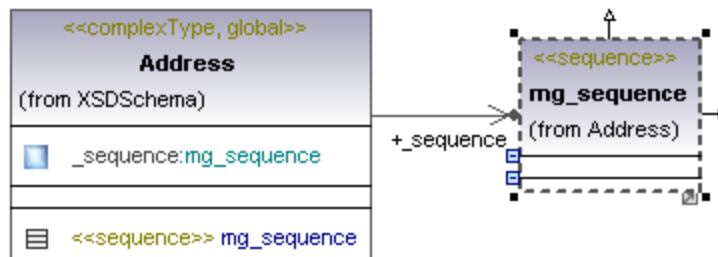 <<complexType, global>>
Address
(from XSDSchema)
_sequence:mg_sequence
<<sequence>> mg_sequence
+_sequence
<<sequence>>
mg_sequence
(from Address)